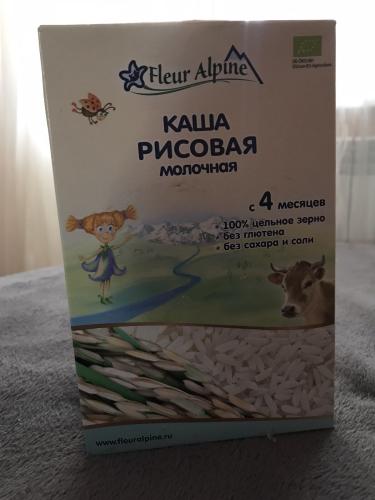 Fleur Alpine
КАША
РИСОВАЯ
МОЛОЧНАЯ
с 4 месяцев
• 100% цельное зерно
• без глютена
• без сахара и соли
www.fleuralpine.ru